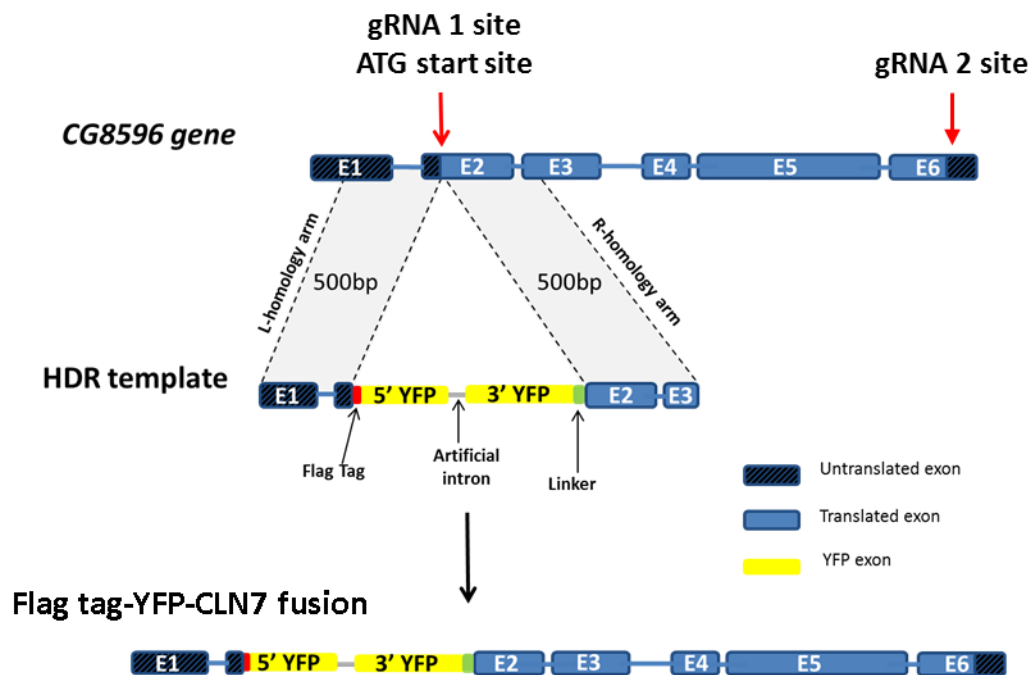 gRNA 1 site
ATG start site
gRNA 2 site
CG8596 gene
E1
E2
E3
E4
E5
E6
L-homology arm
500bp
500bp
R-homology arm
HDR template
E1
5' YFP
3' YFP
E2
E3
Flag Tag
Artificial
intron
Linker
Untranslated exon
Translated exon
YFP exon
Flag tag-YFP-CLN7 fusion
E1
5' YFP
3' YFP
E2
E3
E4
E5
E6